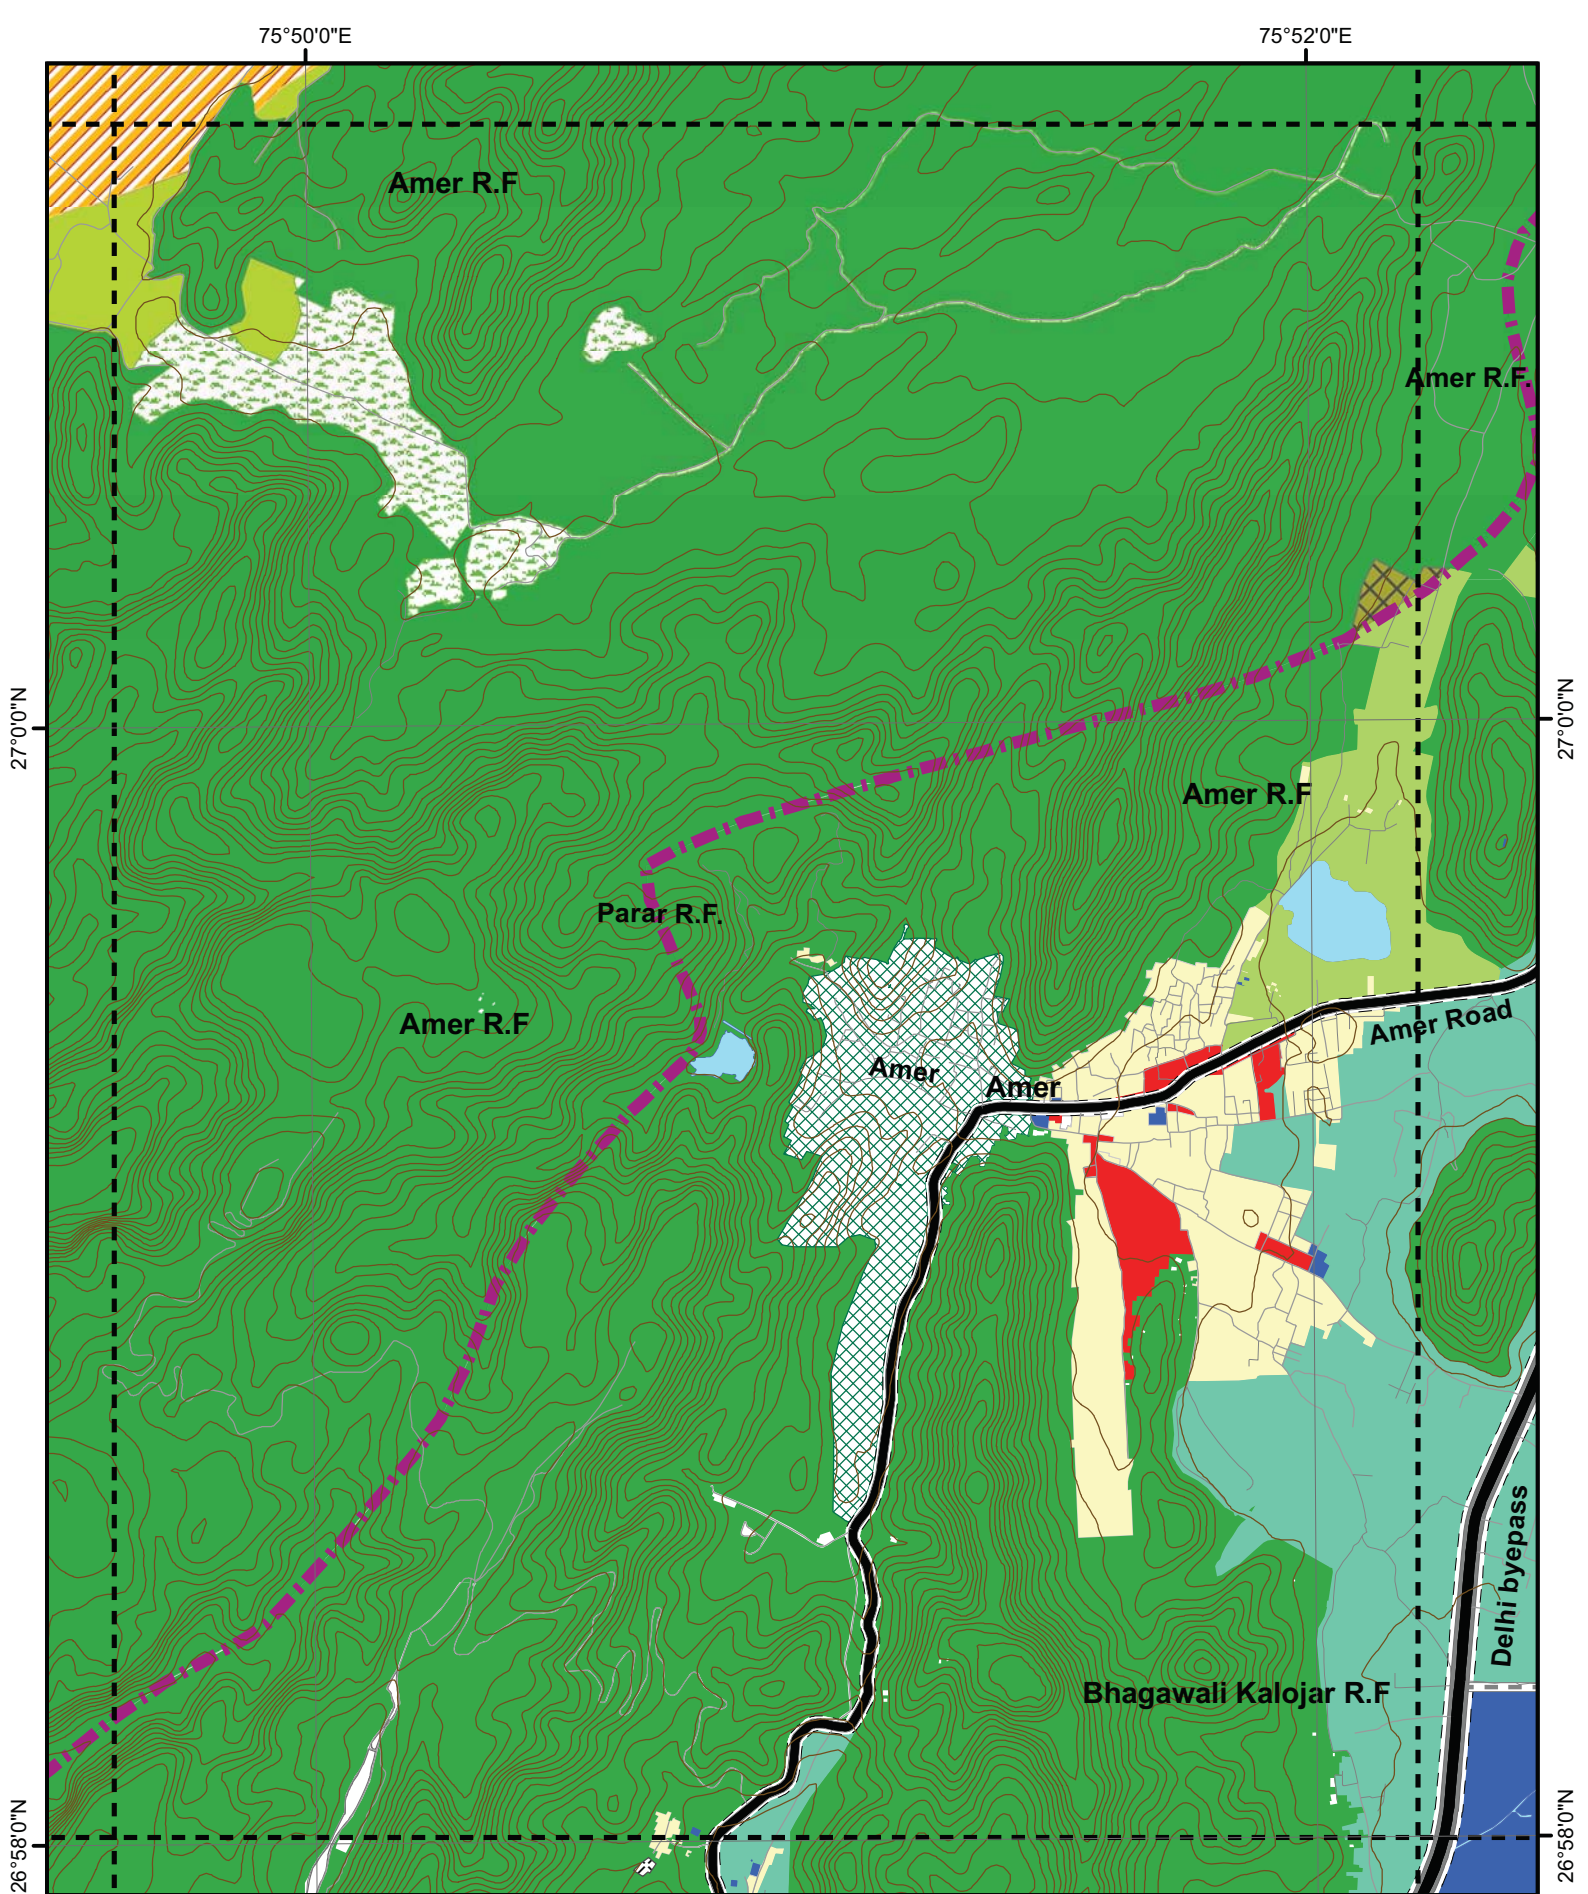 75°50'0"E
75°52'0"E
Amer R.F
Amer R.F.
27°0'0"N
27°0'0"N
Amer R.F
Parar R.F.
Amer R.F
Amer Road
Amer
Amer
Delhi byepass
Bhagawali Kalojar R.F
26°58'0"N
26°58'0"N